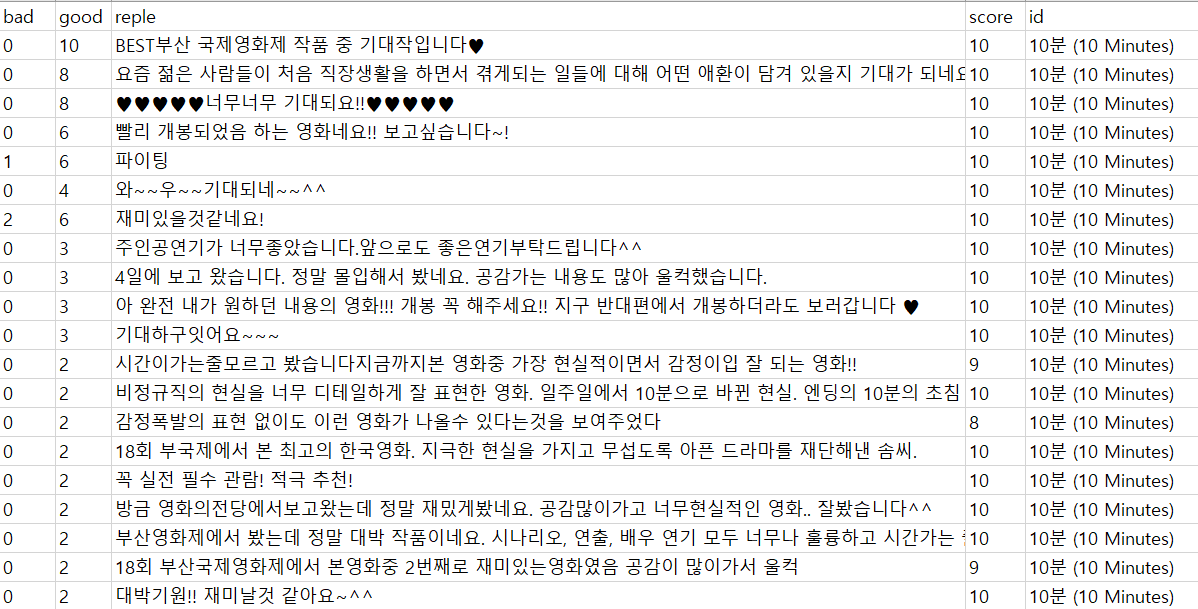 bad good reple score id
0 10 BEST부산 국제영화제 작품 중 기대작입니다♥ 10 10분 (10 Minutes)
0 8 요즘 젊은 사람들이 처음 직장생활을 하면서 겪게되는 일들에 대해 어떤 애환이 담겨 있을지 기대가 되네요 10 10분 (10 Minutes)
0 8 ♥♥♥♥♥너무너무 기대되요!!♥♥♥♥♥ 10 10분 (10 Minutes)
0 6 빨리 개봉되었음 하는 영화네요!! 보고싶습니다~! 10 10분 (10 Minutes)
1 6 파이팅 10 10분 (10 Minutes)
0 4 와~~우~~기대되네~~^^ 10 10분 (10 Minutes)
2 6 재미있을것같네요! 10 10분 (10 Minutes)
0 3 주인공연기가 너무좋았습니다.앞으로도 좋은연기부탁드립니다^^ 10 10분 (10 Minutes)
0 3 4일에 보고 왔습니다. 정말 몰입해서 봤네요. 공감가는 내용도 많아 울컥했습니다. 10 10분 (10 Minutes)
0 3 아 완전 내가 원하던 내용의 영화!!! 개봉 꼭 해주세요!! 지구 반대편에서 개봉하더라도 보러갑니다 ♥ 10 10분 (10 Minutes)
0 3 기대하구잇어요~~~ 10 10분 (10 Minutes)
0 2 시간이가는줄모르고 봤습니다지금까지본 영화중 가장 현실적이면서 감정이입 잘 되는 영화!! 9 10분 (10 Minutes)
0 2 비정규직의 현실을 너무 디테일하게 잘 표현한 영화. 일주일에서 10분으로 바뀐 현실. 엔딩의 10분의 초침 10 10분 (10 Minutes)
0 2 감정폭발의 표현 없이도 이런 영화가 나올수 있다는것을 보여주었다 8 10분 (10 Minutes)
0 2 18회 부국제에서 본 최고의 한국영화. 지극한 현실을 가지고 무섭도록 아픈 드라마를 재단해낸 솜씨. 10 10분 (10 Minutes)
0 2 꼭 실전 필수 관람! 적극 추천! 10 10분 (10 Minutes)
0 2 방금 영화의전당에서보고왔는데 정말 재밌게봤네요. 공감많이가고 너무현실적인 영화.. 잘봤습니다^^ 10 10분 (10 Minutes)
0 2 부산영화제에서 봤는데 정말 대박 작품이네요. 시나리오, 연출, 배우 연기 모두 너무나 훌륭하고 시간가는 10 10분 (10 Minutes)
0 2 18회 부산국제영화제에서 본영화중 2번째로 재미있는영화였음 공감이 많이가서 울컥 9 10분 (10 Minutes)
0 2 대박기원!! 재미날것 같아요~^^ 10 10분 (10 Minutes)